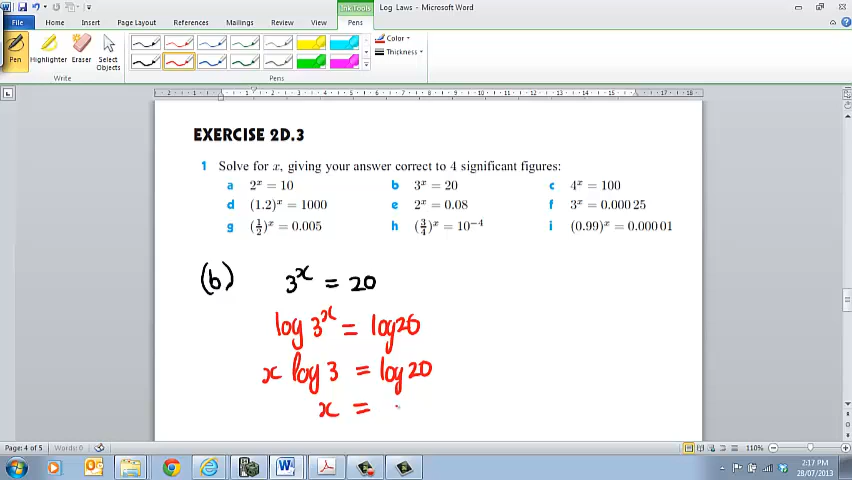 Ink Tools
Log Laws - Microsoft Word
File Home Insert Page Layout References Mailings Review View Pens
Pen
Highlighter
Eraser
Select Objects
Color
Thickness
Write
Pens
EXERCISE 2D.3
1 Solve for x, giving your answer correct to 4 significant figures:
a 2^x = 10 b 3^x = 20 c 4^x = 100
d (1.2)^x = 1000 e 2^x = 0.08 f 3^x = 0.000 25
g (1/2)^x = 0.005 h (3/4)^x = 10^-4 i (0.99)^x = 0.000 01
(b) 3^x = 20
log 3^x = log 20
x log 3 = log 20
x =
Page: 4 of 5 Words: 0 110%
2:17 PM
28/07/2013